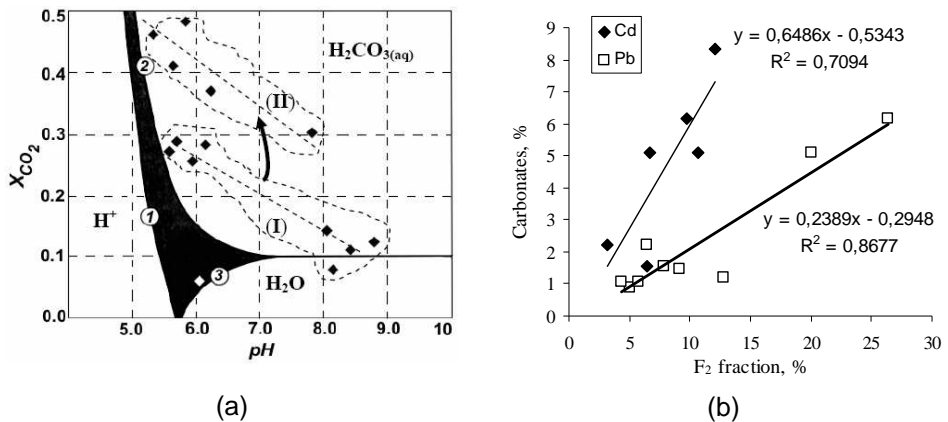 0.5
0.4
0.3
0.2
0.1
0.0
X_CO2
H2CO3(aq)
2
(II)
H+
1
(I)
3
H2O
5.0 6.0 7.0 8.0 9.0 10
pH
(a)
9
8
7
6
5
4
3
2
1
0
Carbonates, %
Cd
Pb
y = 0,6486x - 0,5343
R² = 0,7094
y = 0,2389x - 0,2948
R² = 0,8677
0 5 10 15 20 25 30
F2 fraction, %
(b)